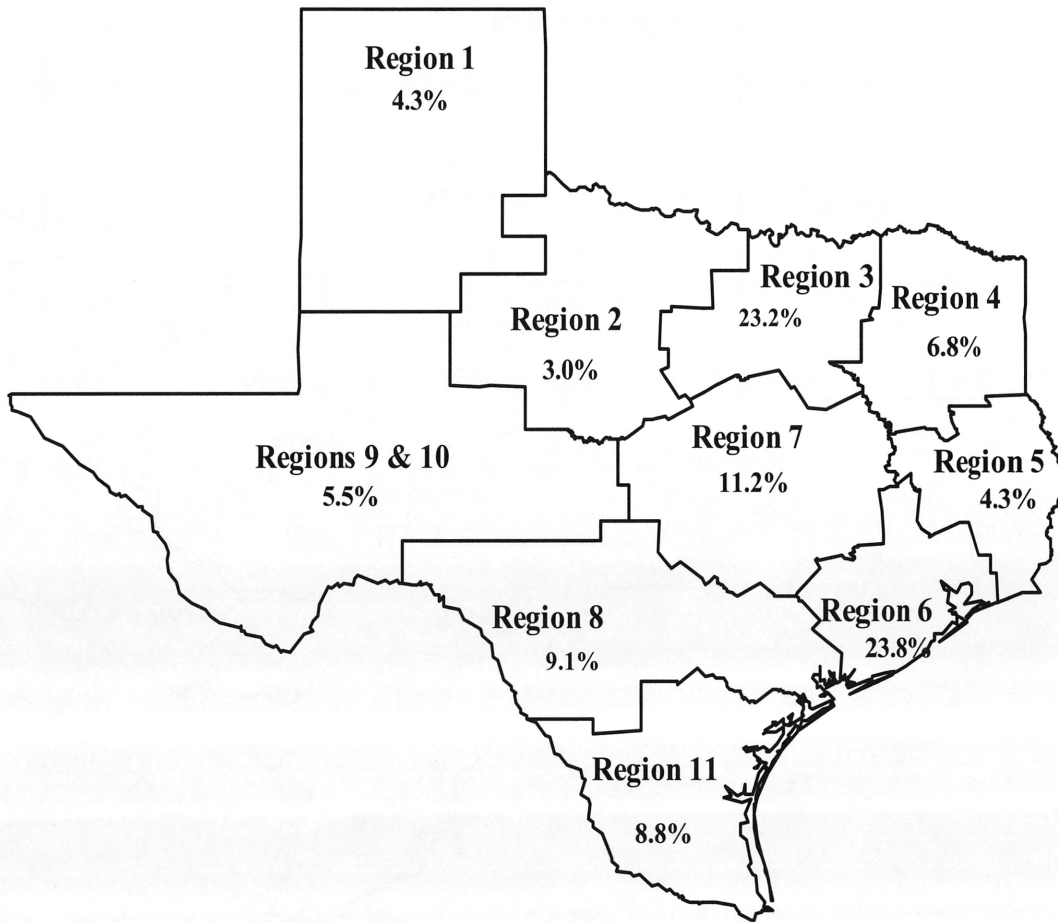 Region 1
4.3%
Region 2
3.0%
Region 3
23.2%
Region 4
6.8%
Regions 9 & 10
5.5%
Region 7
11.2%
Region 5
4.3%
Region 8
9.1%
Region 6
23.8%
Region 11
8.8%